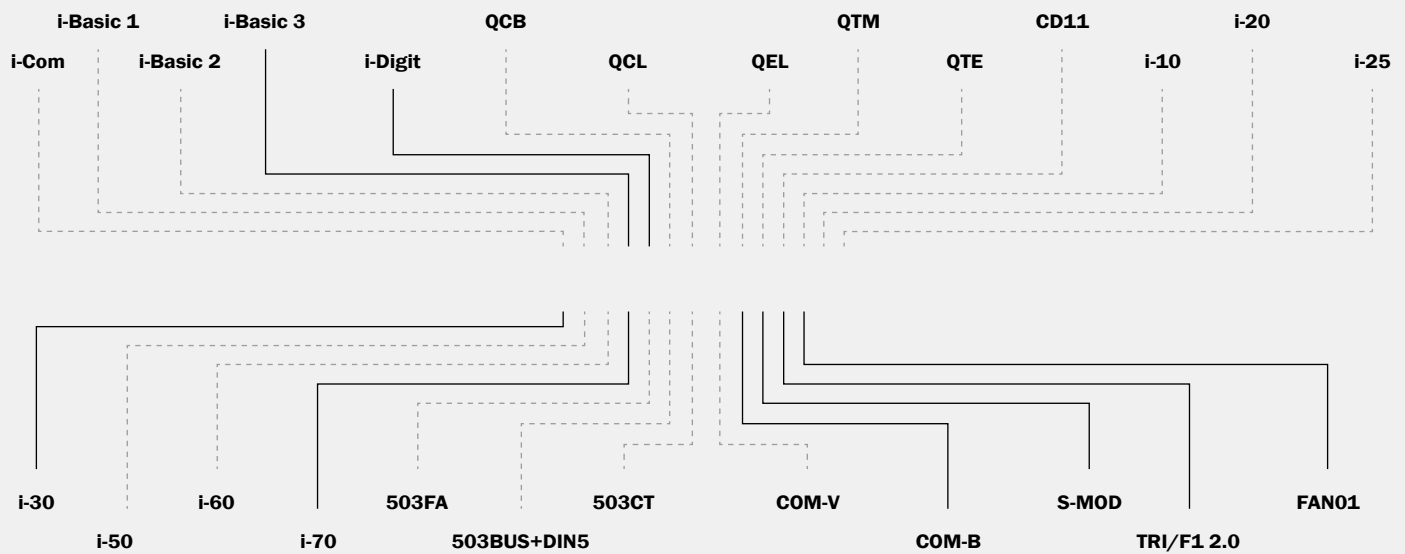 i-Basic 1
i-Basic 3
QCB
QTM
CD11
i-20
i-Com
i-Basic 2
i-Digit
QCL
QEL
QTE
i-10
i-25
i-30
i-60
503FA
503CT
COM-V
S-MOD
FAN01
i-50
i-70
503BUS+DIN5
COM-B
TRI/F1 2.0